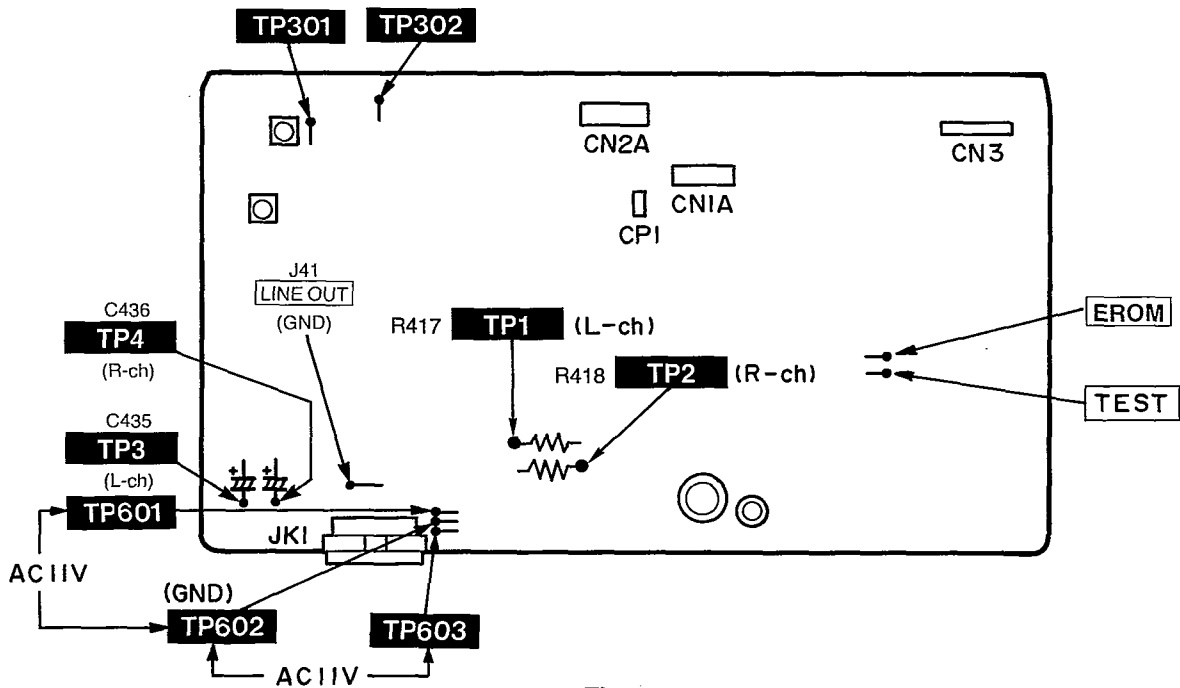 TP301
TP302
CN2A
CN3
CN1A
CP1
J41
LINE OUT
(GND)
C436
TP4
(R-ch)
R417
TP1
(L-ch)
EROM
R418
TP2
(R-ch)
TEST
C435
TP3
(L-ch)
TP601
JK1
AC11V
(GND)
TP602
TP603
AC11V
+
+